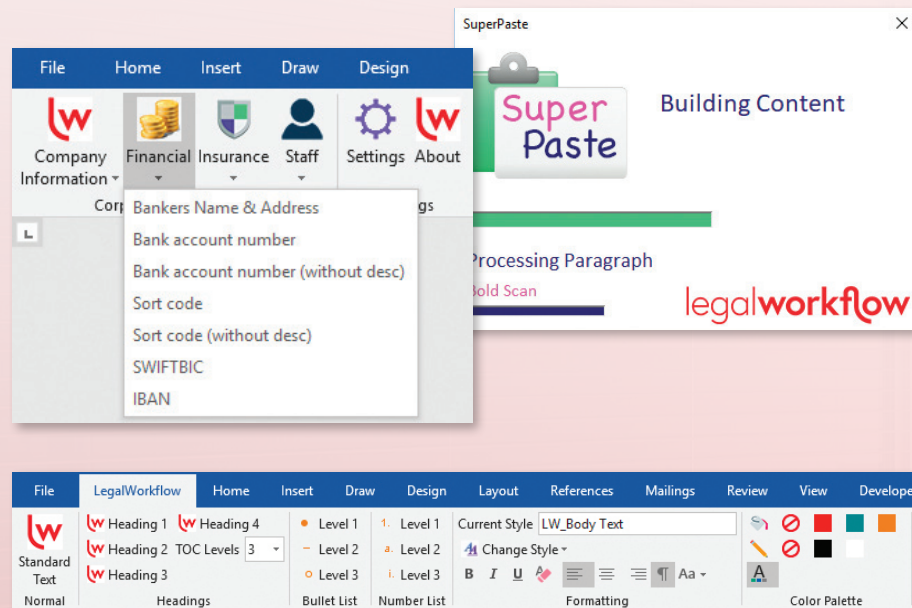 SuperPaste
Super
Paste
Building Content
Processing Paragraph
Bold Scan
legalworkflow
File Home Insert Draw Design
Company Information
Financial
Insurance
Staff
Settings
About
Bankers Name & Address
Bank account number
Bank account number (without desc)
Sort code
Sort code (without desc)
SWIFTBIC
IBAN
File LegalWorkflow Home Insert Draw Design Layout References Mailings Review View Develope
Heading 1 Heading 4 Level 1 1. Level 1 Current Style LW_Body Text
Heading 2 TOC Levels 3 Level 2 a. Level 2 Change Style
Heading 3 Level 3 i. Level 3 B I U Aa A
Standard
Text
Normal Headings Bullet List Number List Formatting Color Palette